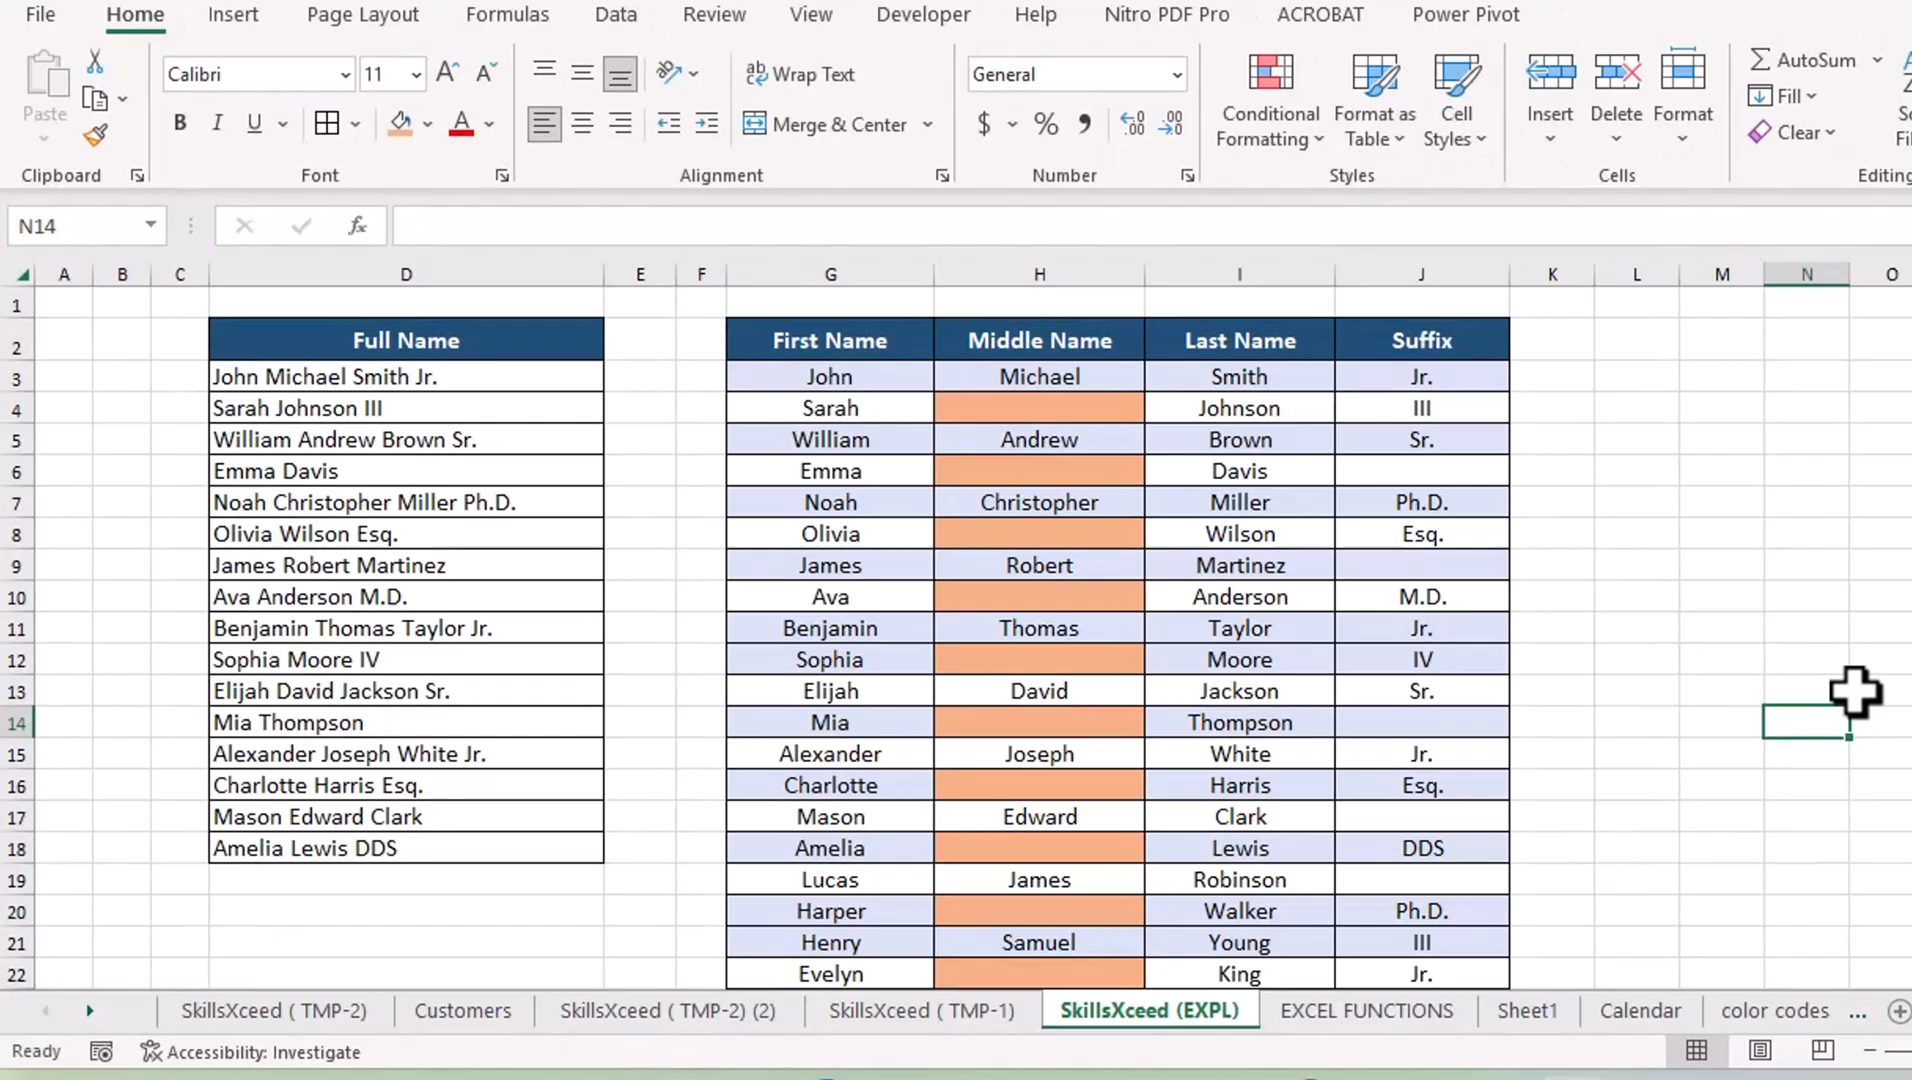 File Home Insert Page Layout Formulas Data Review View Developer Help Nitro PDF Pro ACROBAT Power Pivot
Paste
Clipboard
Calibri 11 A A
B I U A
Font
ab Wrap Text
Merge & Center
Alignment
General
$ % , .00
Number
Conditional Formatting
Format as Table
Cell Styles
Styles
Insert Delete Format
Cells
AutoSum
Fill
Clear
Editing
N14 fx
A B C D E F G H I J K L M N O
1
2 Full Name First Name Middle Name Last Name Suffix
3 John Michael Smith Jr. John Michael Smith Jr.
4 Sarah Johnson III Sarah Johnson III
5 William Andrew Brown Sr. William Andrew Brown Sr.
6 Emma Davis Emma Davis
7 Noah Christopher Miller Ph.D. Noah Christopher Miller Ph.D.
8 Olivia Wilson Esq. Olivia Wilson Esq.
9 James Robert Martinez James Robert Martinez
10 Ava Anderson M.D. Ava Anderson M.D.
11 Benjamin Thomas Taylor Jr. Benjamin Thomas Taylor Jr.
12 Sophia Moore IV Sophia Moore IV
13 Elijah David Jackson Sr. Elijah David Jackson Sr.
14 Mia Thompson Mia Thompson
15 Alexander Joseph White Jr. Alexander Joseph White Jr.
16 Charlotte Harris Esq. Charlotte Harris Esq.
17 Mason Edward Clark Mason Edward Clark
18 Amelia Lewis DDS Amelia Lewis DDS
19 Lucas James Robinson
20 Harper Walker Ph.D.
21 Henry Samuel Young III
22 Evelyn King Jr.
SkillsXceed ( TMP-2) Customers SkillsXceed ( TMP-2) (2) SkillsXceed ( TMP-1) SkillsXceed (EXPL) EXCEL FUNCTIONS Sheet1 Calendar color codes ...
Ready Accessibility: Investigate